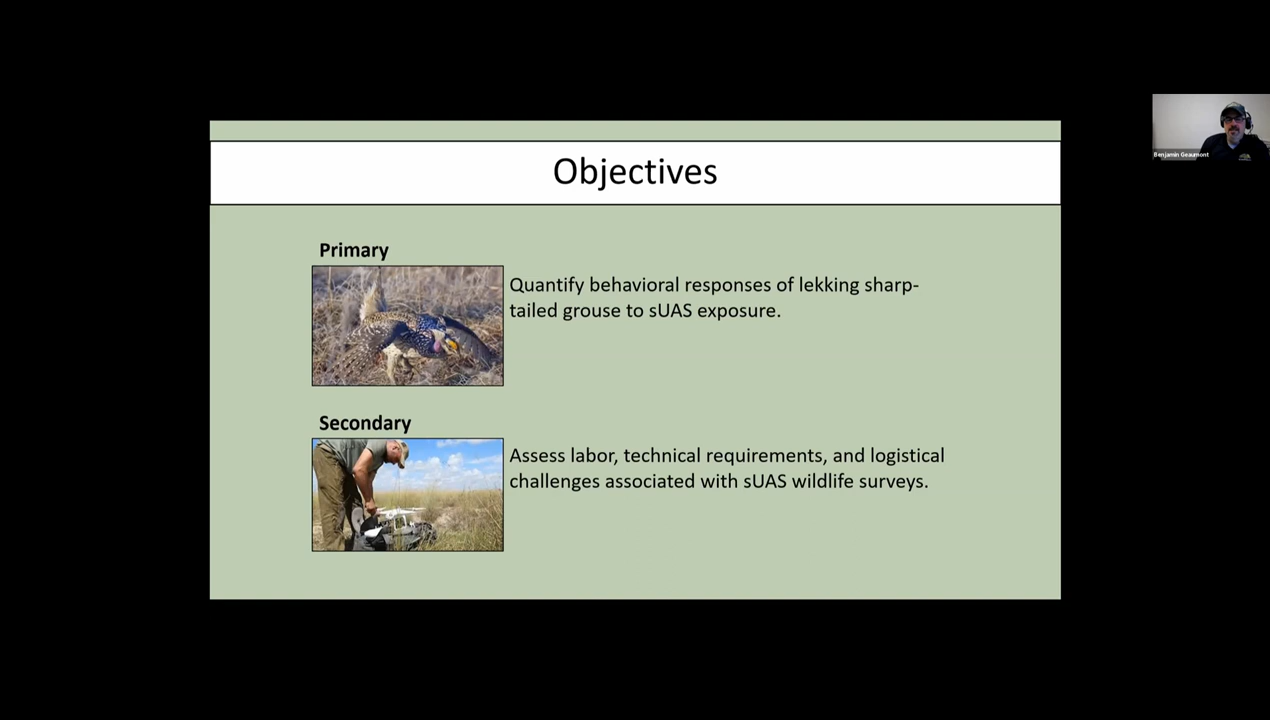 Objectives
Primary
Quantify behavioral responses of lekking sharp-
tailed grouse to sUAS exposure.
Secondary
Assess labor, technical requirements, and logistical
challenges associated with sUAS wildlife surveys.
Benjamin Geaumont